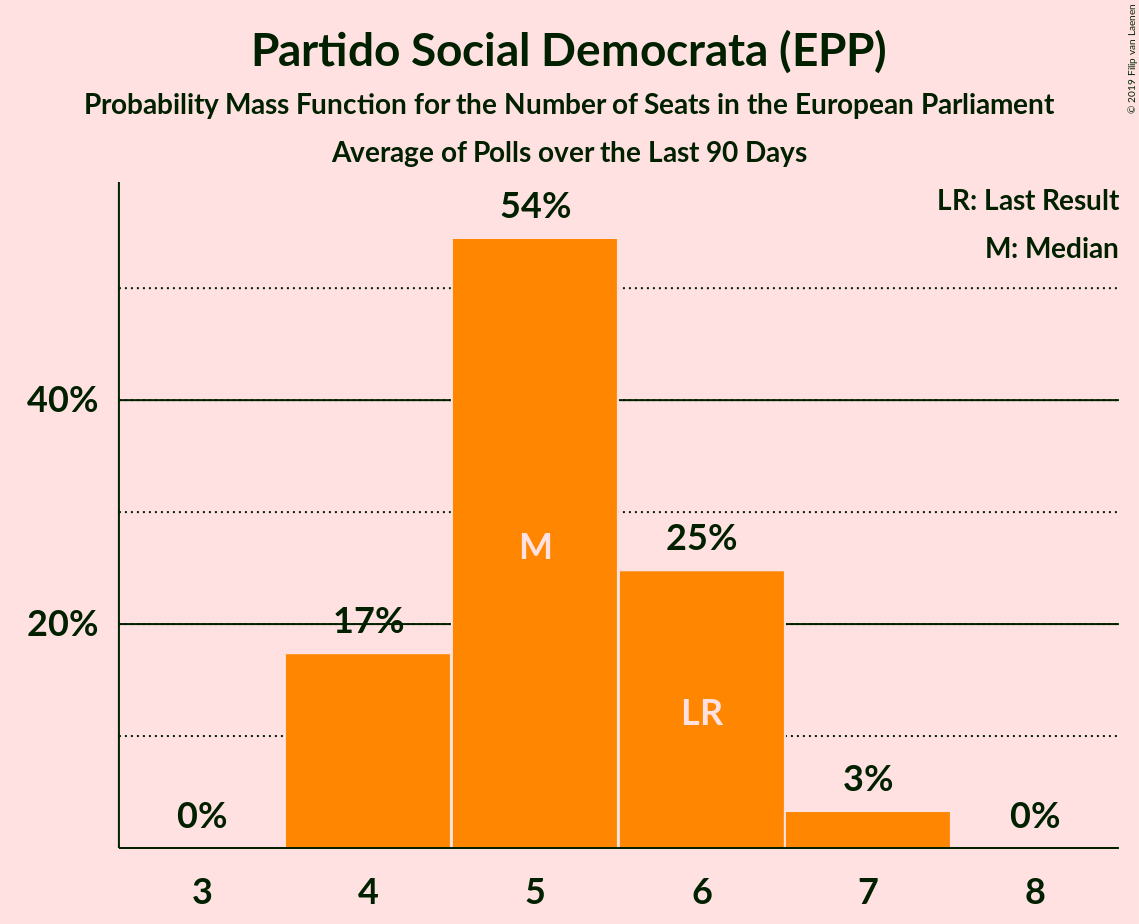 Partido Social Democrata (EPP)
Probability Mass Function for the Number of Seats in the European Parliament
Average of Polls over the Last 90 Days
© 2019 Filip van Laenen
LR: Last Result
M: Median
54%
40%
M
25%
20%
17%
LR
3%
0%
0%
3 4 5 6 7 8